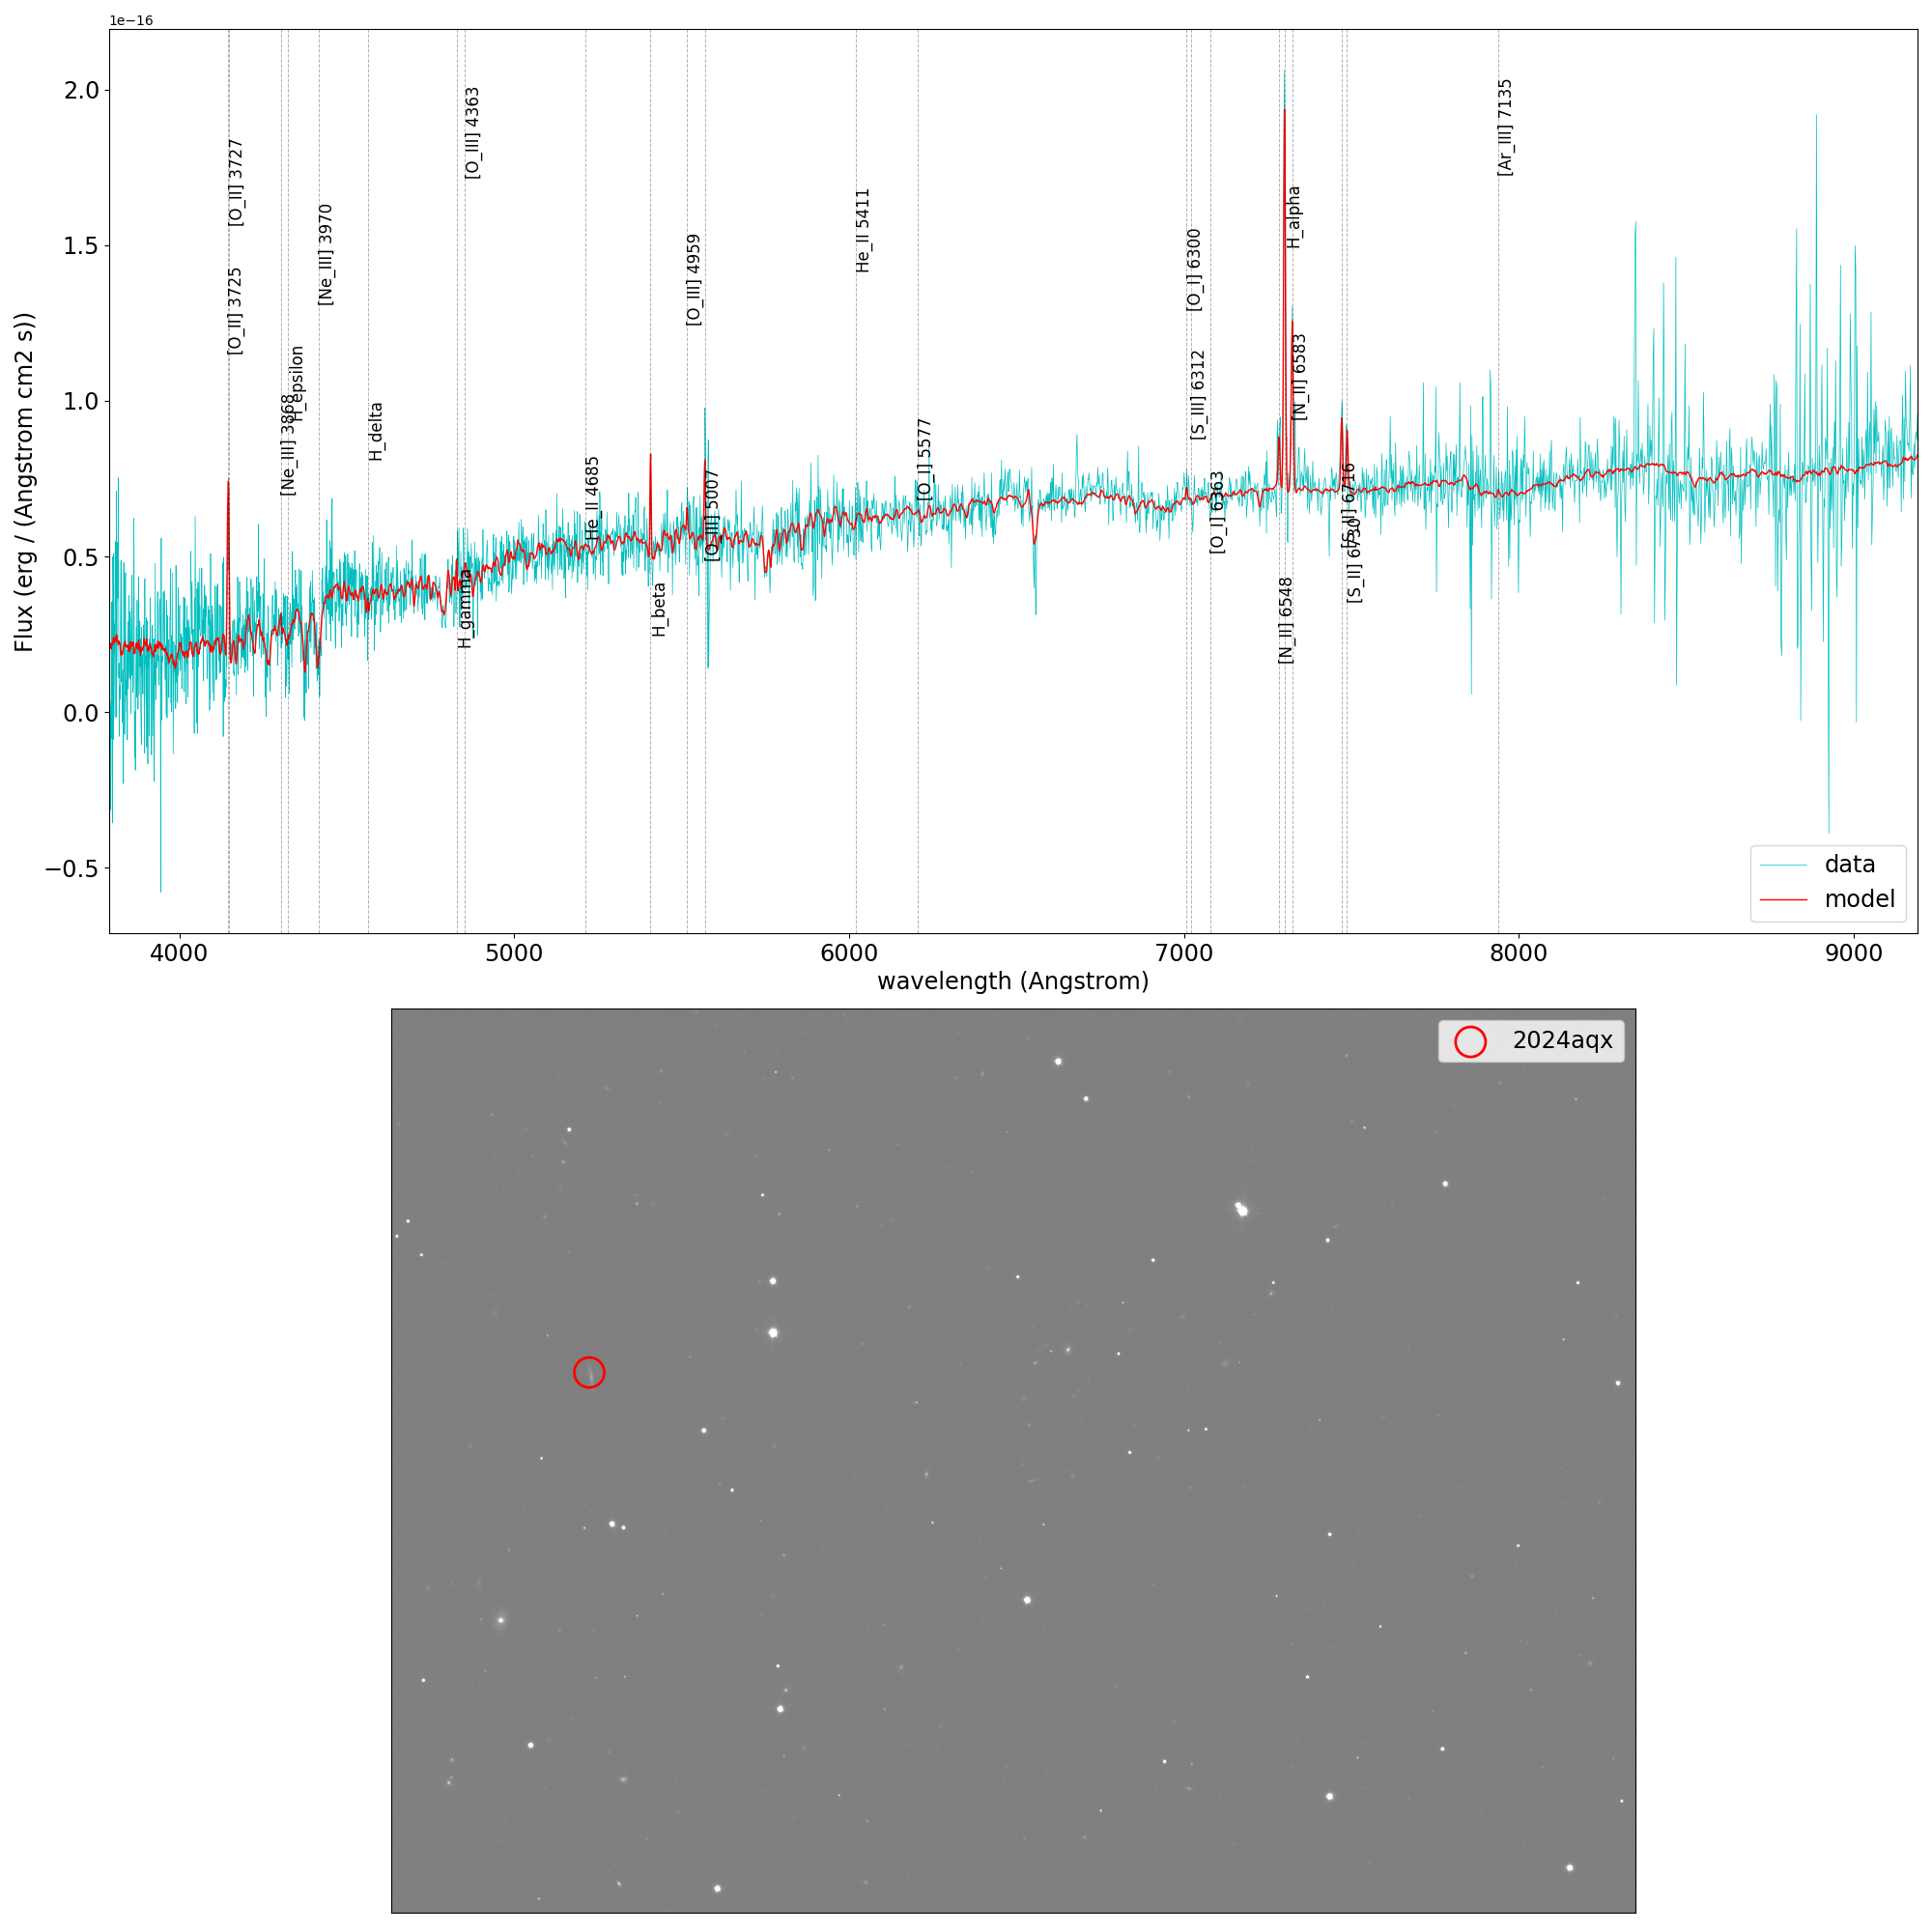 1e−16
Flux (erg / (Angstrom cm2 s))
2.0
1.5
1.0
0.5
0.0
−0.5
[O_II] 3727
[O_II] 3725
[Ne_III] 3868
H_epsilon
[Ne_III] 3970
H_delta
H_gamma
[O_III] 4363
He_II 4685
H_beta
[O_III] 4959
[O_III] 5007
He_II 5411
[O_I] 5577
[O_I] 6300
[S_III] 6312
[O_I] 6363
[N_II] 6548
H_alpha
[N_II] 6583
[S_II] 6716
[S_II] 6730
[Ar_III] 7135
data
model
4000
5000
6000
7000
8000
9000
wavelength (Angstrom)
2024aqx